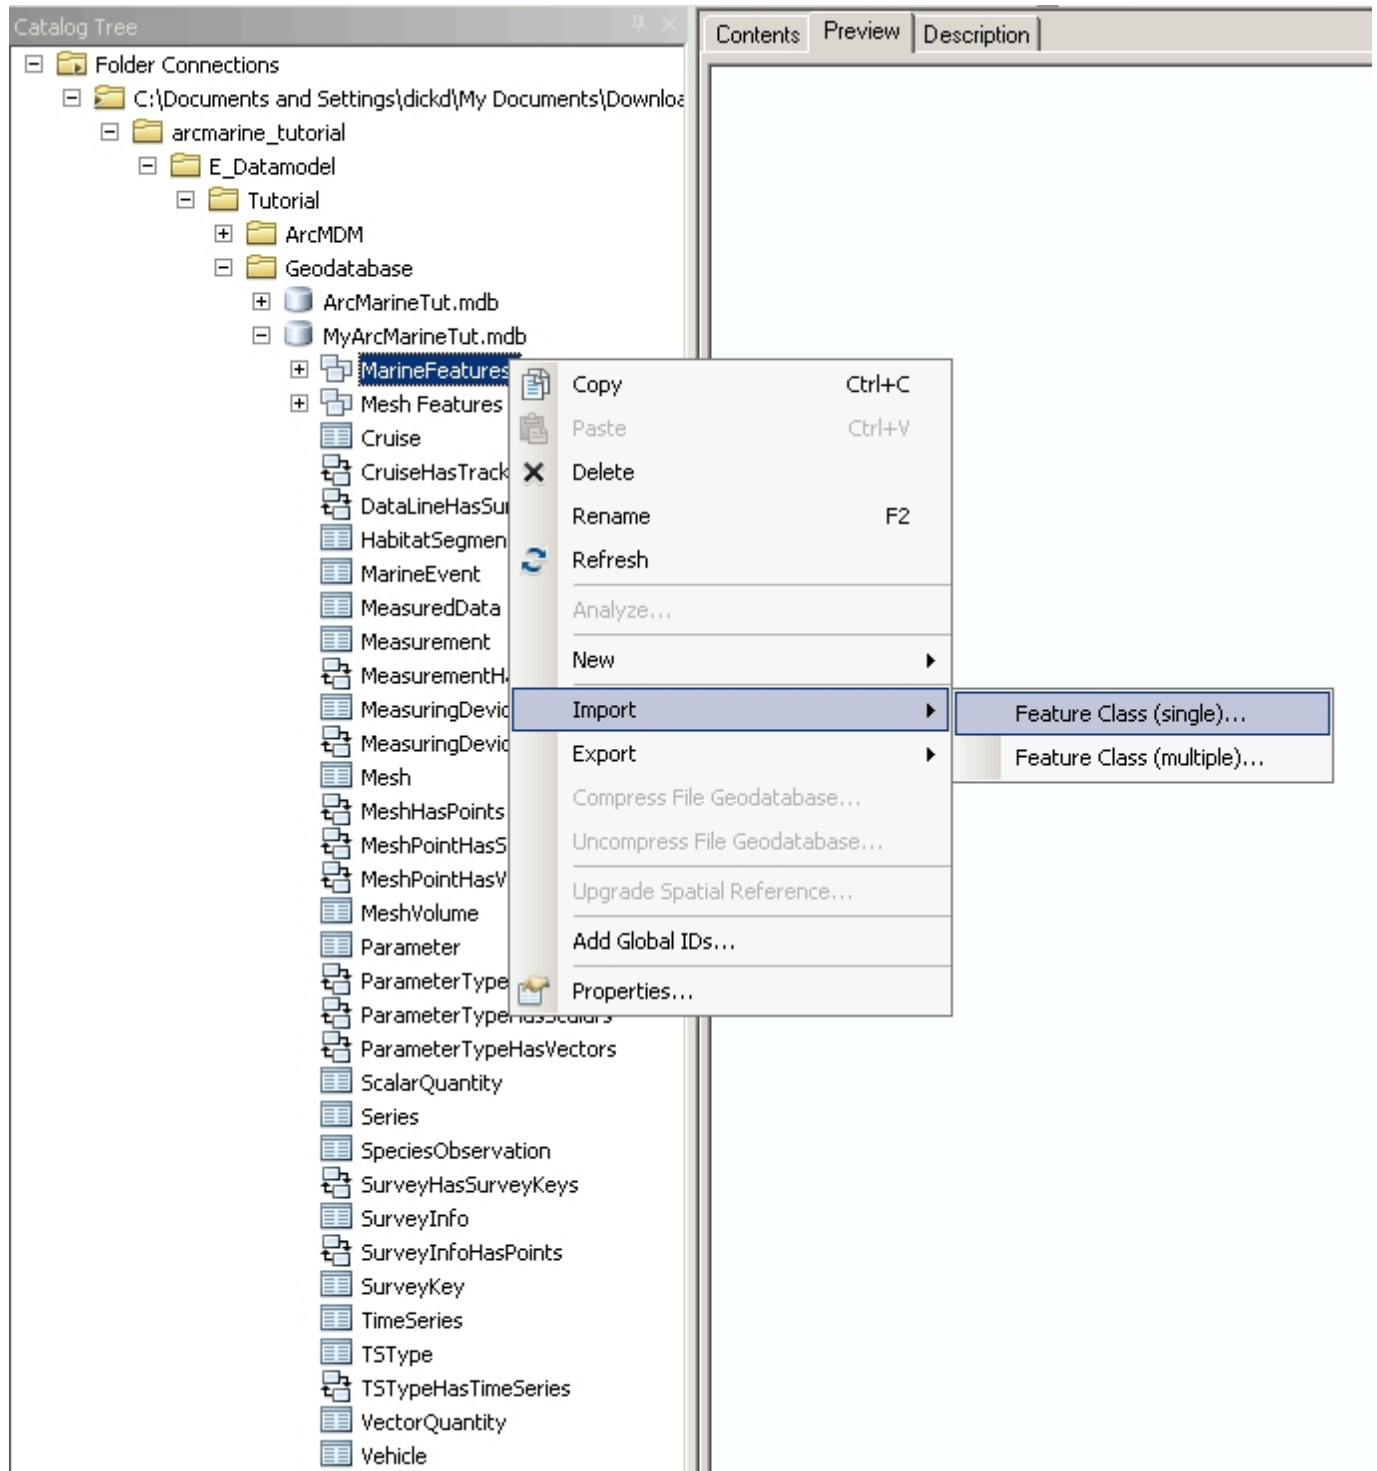 Catalog Tree
Folder Connections
C:\Documents and Settings\dickd\My Documents\Downloa
arcmarine_tutorial
E_Datamodel
Tutorial
ArcMDM
Geodatabase
ArcMarineTut.mdb
MyArcMarineTut.mdb
MarineFeatures
Mesh Features
Cruise
CruiseHasTrack
DataLineHasSur
HabitatSegmen
MarineEvent
MeasuredData
Measurement
MeasurementHa
MeasuringDevic
MeasuringDevic
Mesh
MeshHasPoints
MeshPointHasS
MeshPointHasV
MeshVolume
Parameter
ParameterType
ParameterTypeHasScalars
ParameterTypeHasVectors
ScalarQuantity
Series
SpeciesObservation
SurveyHasSurveyKeys
SurveyInfo
SurveyInfoHasPoints
SurveyKey
TimeSeries
TSType
TSTypeHasTimeSeries
VectorQuantity
Vehicle
Contents Preview Description
Copy Ctrl+C
Paste Ctrl+V
Delete
Rename F2
Refresh
Analyze...
New
Import
Export
Compress File Geodatabase...
Uncompress File Geodatabase...
Upgrade Spatial Reference...
Add Global IDs...
Properties...
Feature Class (single)...
Feature Class (multiple)...